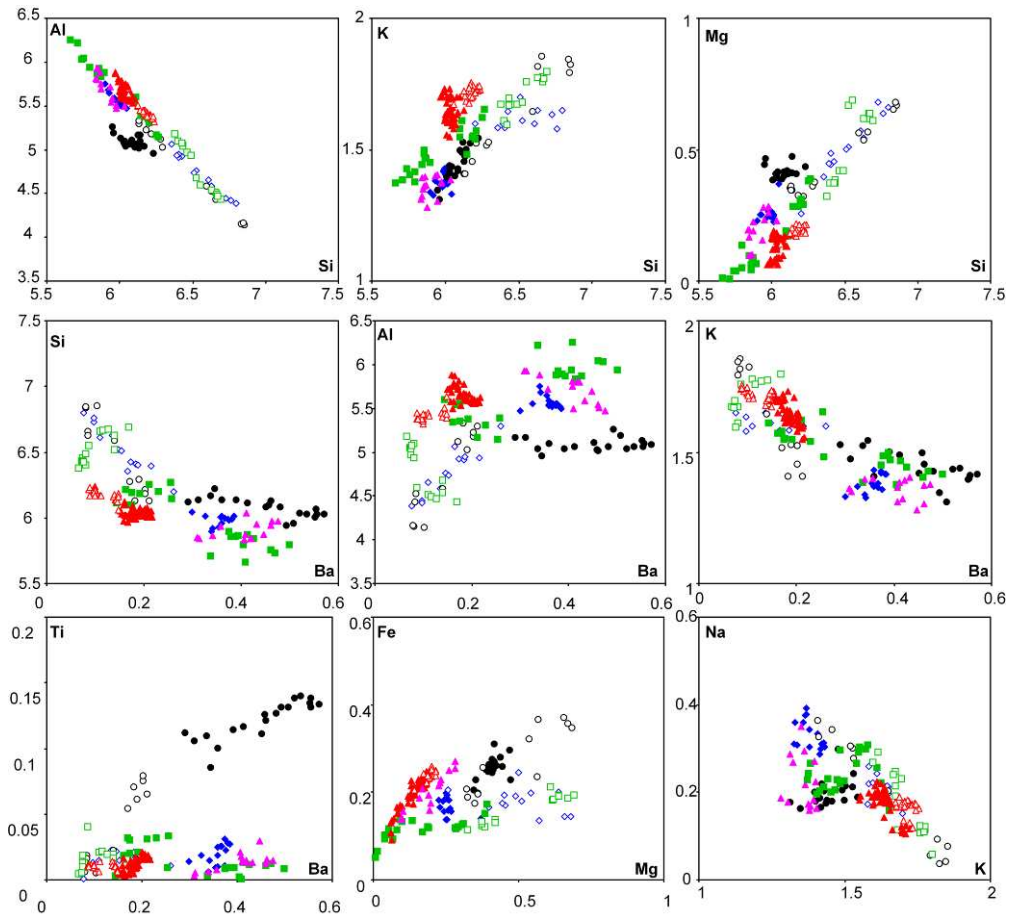 6.5 Al
6
5.5
5
4.5
4
3.5 Si
5.5 6 6.5 7 7.5
2 K
1.5
1 Si
5.5 6 6.5 7 7.5
1 Mg
0.5
0 Si
5.5 6 6.5 7 7.5
7.5 Si
7
6.5
6
5.5 Ba
0 0.2 0.4 0.6
6.5 Al
6
5.5
5
4.5
4
3.5 Ba
0 0.2 0.4 0.6
2 K
1.5
1 Ba
0 0.2 0.4 0.6
0.2 Ti
0.15
0.1
0.05
0 Ba
0 0.2 0.4 0.6
0.6 Fe
0.4
0.2
0 Mg
0 0.5 1
0.6 Na
0.4
0.2
0 K
1 1.5 2